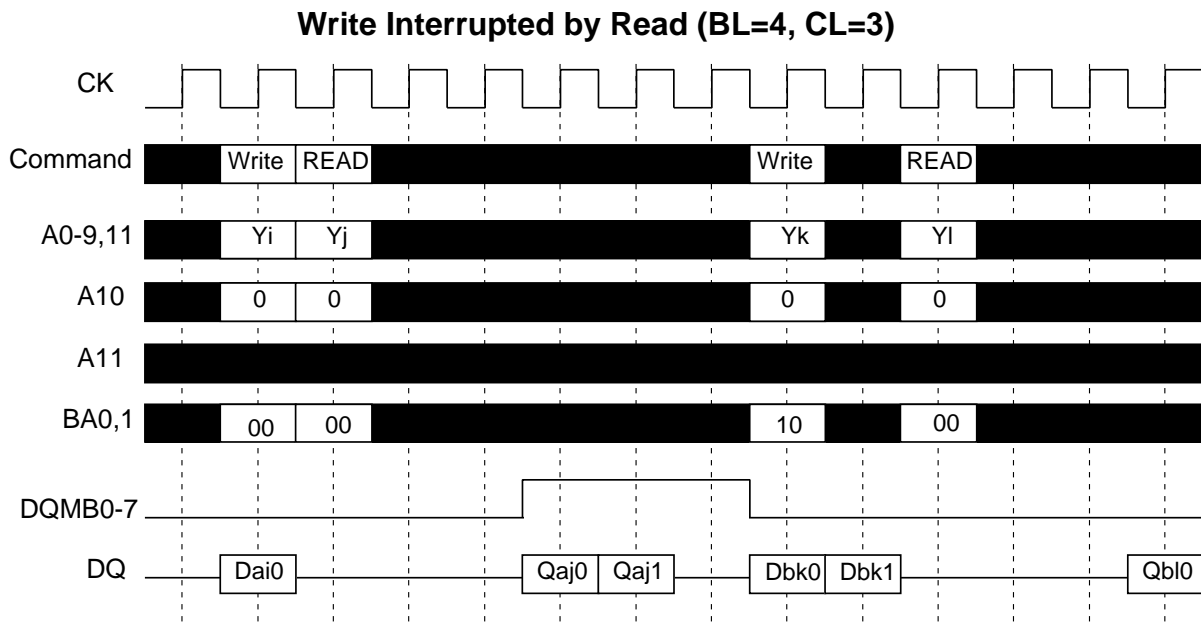 Write Interrupted by Read (BL=4, CL=3)
CK
Command Write READ Write READ
A0-9,11 Yi Yj Yk Yl
A10 0 0 0 0
A11
BA0,1 00 00 10 00
DQMB0-7
DQ Dai0 Qaj0 Qaj1 Dbk0 Dbk1 Qbl0